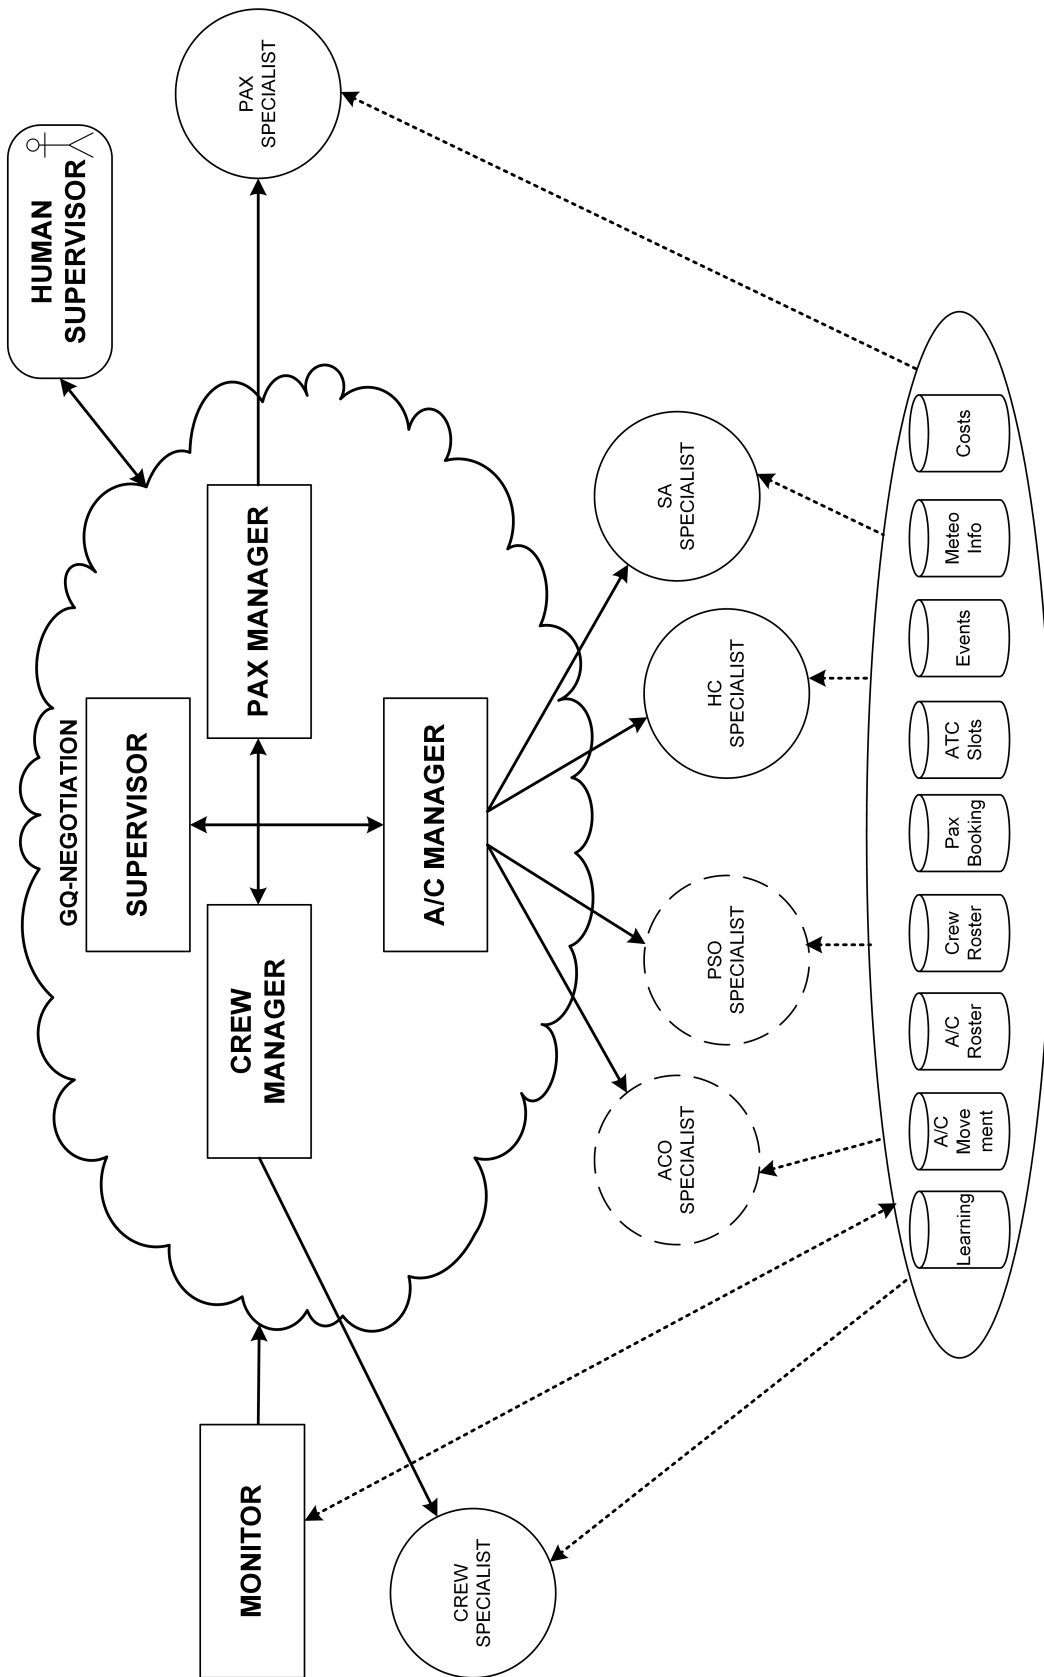 HUMAN
SUPERVISOR
GQ-NEGOTIATION
SUPERVISOR
MONITOR
CREW
MANAGER
PAX MANAGER
PAX
SPECIALIST
A/C MANAGER
CREW
SPECIALIST
ACO
SPECIALIST
PSO
SPECIALIST
HC
SPECIALIST
SA
SPECIALIST
Learning
A/C
Move
ment
A/C
Roster
Crew
Roster
Pax
Booking
ATC
Slots
Events
Meteo
Info
Costs